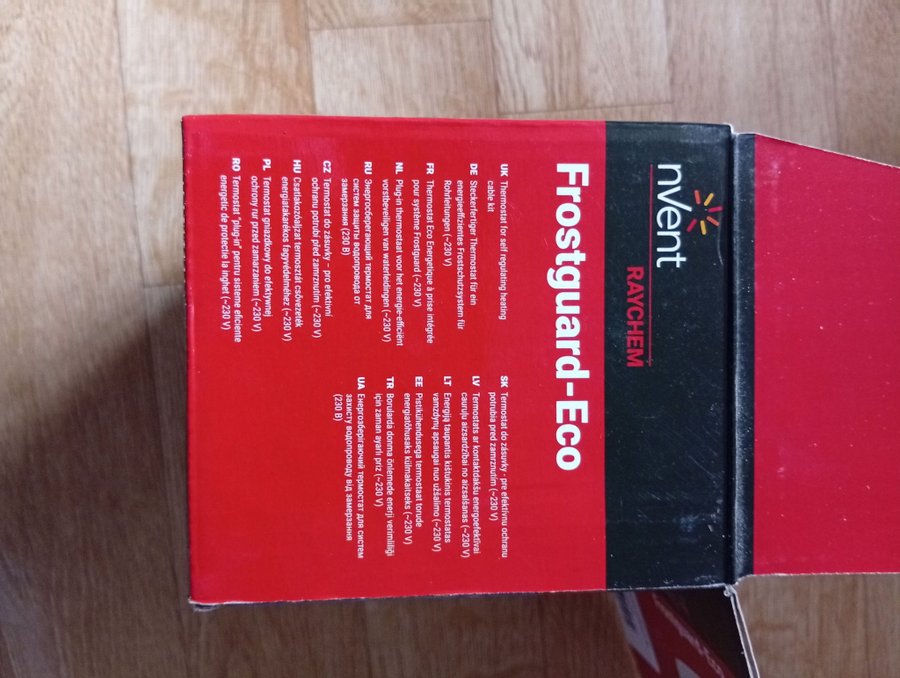 nvent
RAYCHEM
Frostguard-Eco
UK Thermostat for self regulating heating
cable kit
DE Steckerfertiger Thermostat für ein
energieeffizientes Frostschutzsystem für
Rohrleitungen (~230 V)
FR Thermostat Eco Energetique à prise intégrée
pour système Frostguard (~230 V)
NL Plug-in thermostaat voor het energie-efficiënt
vorstbeveiligen van waterleidingen (~230 V)
RU Энергосберегающий термостат для
систем защиты водопровода от
замерзания (230 В)
CZ Termostat do zásuvky – pro efektivní
ochranu potrubí před zamrznutím (~230 V)
HU Csatlakozóaljzat termosztát csővezeték
energiatakarékos fagyvédelméhez (~230 V)
PL Termostat gniazdkowy do efektywnej
ochrony rur przed zamarzaniem (~230 V)
RO Termostat "plug-in" pentru sisteme eficiente
energetic de protectie la inghet (~230 V)
SK Termostat do zásuvky - pre efektívnu ochranu
potrubia pred zamrznutím (~230 V)
LV Termostats ar kontaktdakšu energoefektīvai
cauruļu aizsardzībai no aizsalšanas (~230 V)
LT Energiją taupantis kištukinis termostatas
vamzdynų apsaugai nuo užšalimo (~230 V)
EE Pistikühendusega termostaat torude
energiatõhusaks külmakaitseks (~230 V)
TR Borularda donma önlemede enerji verimliliği
için zaman ayarlı priz (~230 V)
UA Енергозберігаючий термостат для систем
захисту водопроводу від замерзання
(230 В)